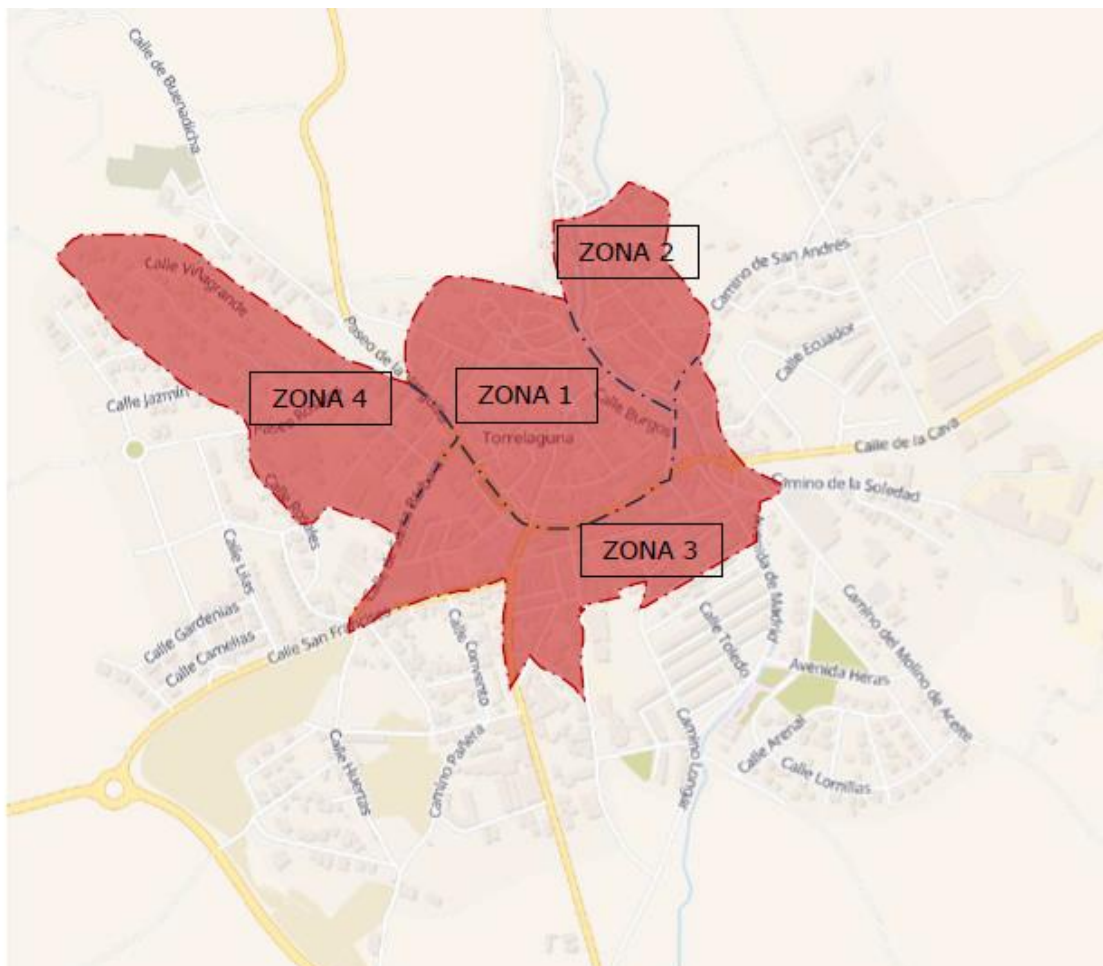 Calle de Buenadicha
ZONA 2
Camino de San Andrés
Calle Viñagrande
Paseo de la
Calle Ecuador
ZONA 4
ZONA 1
Calle Jazmín
Calle Burgos
Torrelaguna
Calle de la Cava
Camino de la Soledad
Calle Rosales
ZONA 3
Avenida de Madrid
Calle Lilas
Calle Gardenias
Calle Camelias
Calle San Francisco
Calle Convento
Calle Toledo
Camino del Molino de Aceite
Avenida Heras
Calle Huertas
Camino Pañera
Camino Longar
Calle Arenal
Calle Lomillas